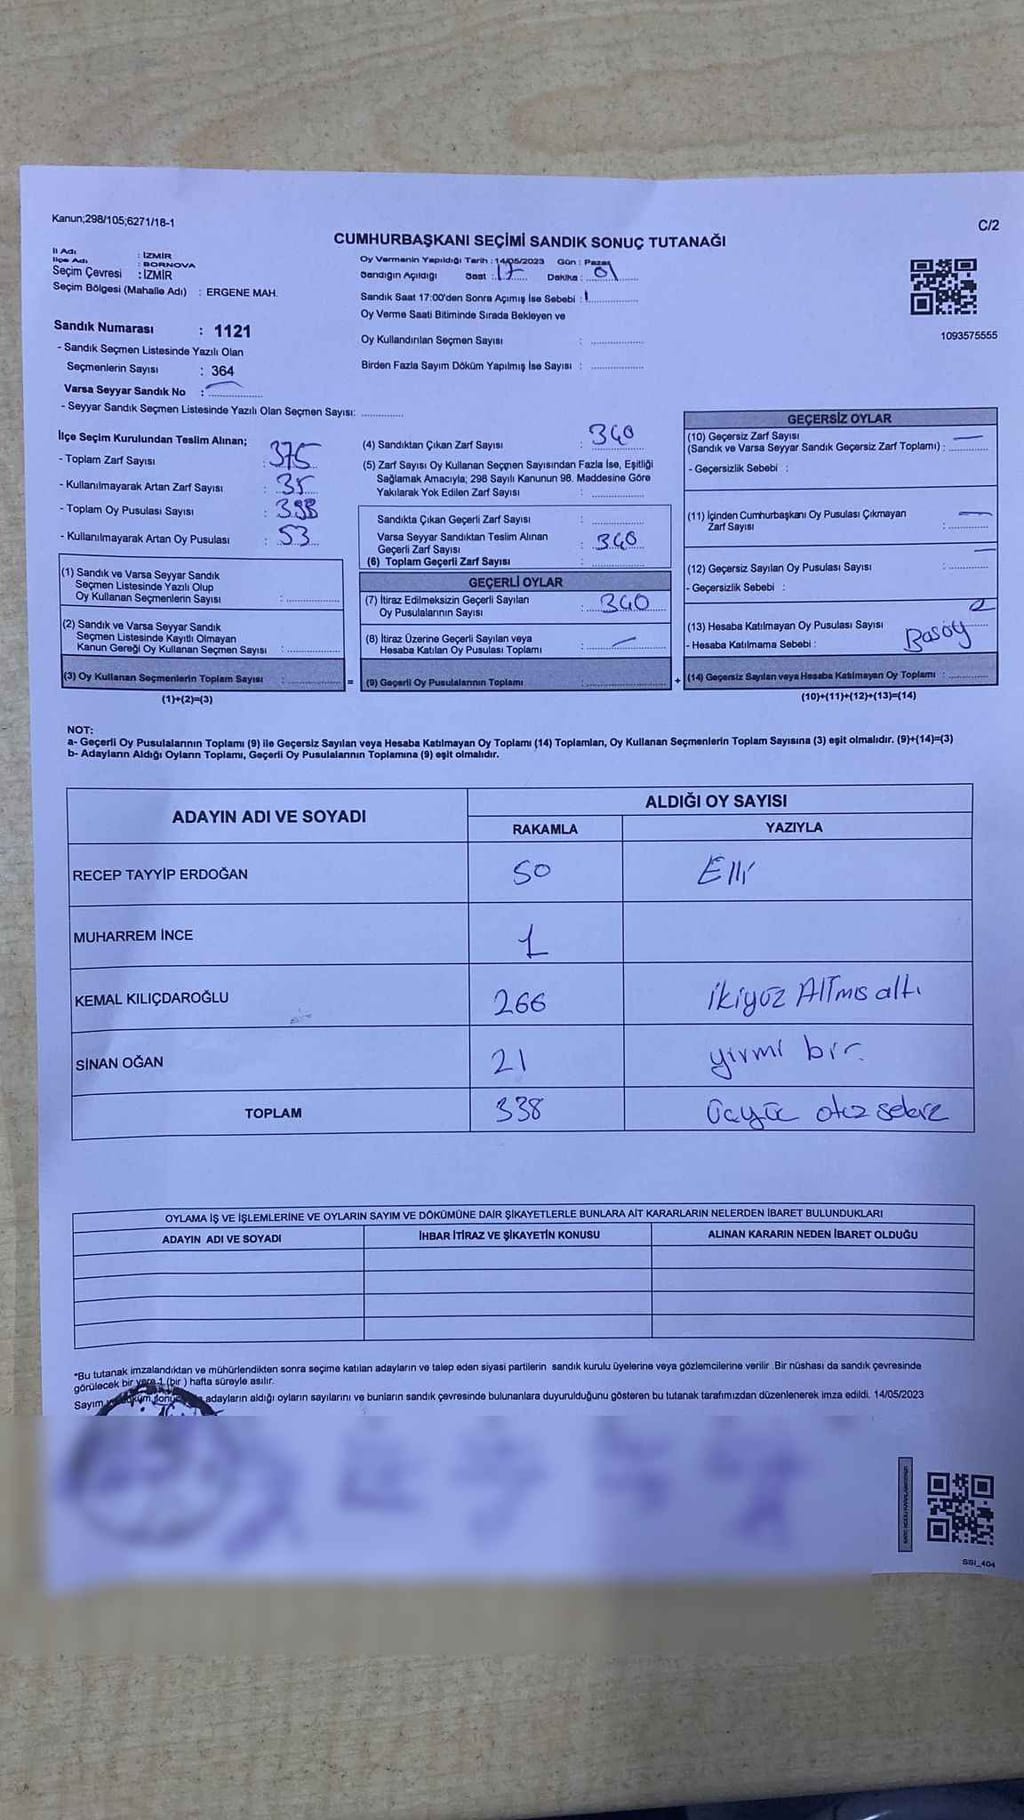 Kanun;298/105;6271/18-1
C/2
CUMHURBAŞKANI SEÇİMİ SANDIK SONUÇ TUTANAĞI
İl Adı : İZMİR
İlçe Adı : BORNOVA
Seçim Çevresi : İZMİR
Seçim Bölgesi (Mahalle Adı) : ERGENE MAH.
Sandık Numarası : 1121
- Sandık Seçmen Listesinde Yazılı Olan
Seçmenlerin Sayısı : 364
Varsa Seyyar Sandık No :
- Seyyar Sandık Seçmen Listesinde Yazılı Olan Seçmen Sayısı:
Oy Vermenin Yapıldığı Tarih : 14/05/2023 Gün : Pazar
Sandığın Açıldığı Saat : 17 Dakika : 01
Sandık Saat 17:00'den Sonra Açımış İse Sebebi :
Oy Verme Saati Bitiminde Sırada Bekleyen ve
Oy Kullandırılan Seçmen Sayısı :
Birden Fazla Sayım Döküm Yapılmış İse Sayısı :
1093575555
İlçe Seçim Kurulundan Teslim Alınan;
- Toplam Zarf Sayısı : 375
- Kullanılmayarak Artan Zarf Sayısı : 35
- Toplam Oy Pusulası Sayısı : 393
- Kullanılmayarak Artan Oy Pusulası : 53
(1) Sandık ve Varsa Seyyar Sandık
Seçmen Listesinde Yazılı Olup
Oy Kullanan Seçmenlerin Sayısı :
(2) Sandık ve Varsa Seyyar Sandık
Seçmen Listesinde Kayıtlı Olmayan
Kanun Gereği Oy Kullanan Seçmen Sayısı :
(3) Oy Kullanan Seçmenlerin Toplam Sayısı :
(1)+(2)=(3)
(4) Sandıktan Çıkan Zarf Sayısı : 340
(5) Zarf Sayısı Oy Kullanan Seçmen Sayısından Fazla İse, Eşitliği
Sağlamak Amacıyla; 298 Sayılı Kanunun 98. Maddesine Göre
Yakılarak Yok Edilen Zarf Sayısı :
Sandıkta Çıkan Geçerli Zarf Sayısı :
Varsa Seyyar Sandıktan Teslim Alınan
Geçerli Zarf Sayısı : 340
(6) Toplam Geçerli Zarf Sayısı :
GEÇERLİ OYLAR
(7) İtiraz Edilmeksizin Geçerli Sayılan
Oy Pusulalarının Sayısı : 340
(8) İtiraz Üzerine Geçerli Sayılan veya
Hesaba Katılan Oy Pusulası Toplamı :
= (9) Geçerli Oy Pusulalarının Toplamı :
GEÇERSİZ OYLAR
(10) Geçersiz Zarf Sayısı
(Sandık ve Varsa Seyyar Sandık Geçersiz Zarf Toplamı) :
- Geçersizlik Sebebi :
(11) İçinden Cumhurbaşkanı Oy Pusulası Çıkmayan
Zarf Sayısı :
(12) Geçersiz Sayılan Oy Pusulası Sayısı :
- Geçersizlik Sebebi :
(13) Hesaba Katılmayan Oy Pusulası Sayısı : 2
- Hesaba Katılmama Sebebi :
+ (14) Geçersiz Sayılan veya Hesaba Katılmayan Oy Toplamı :
(10)+(11)+(12)+(13)=(14)
NOT:
a- Geçerli Oy Pusulalarının Toplamı (9) ile Geçersiz Sayılan veya Hesaba Katılmayan Oy Toplamı (14) Toplamları, Oy Kullanan Seçmenlerin Toplam Sayısına (3) eşit olmalıdır. (9)+(14)=(3)
b- Adayların Aldığı Oyların Toplamı, Geçerli Oy Pusulalarının Toplamına (9) eşit olmalıdır.
ADAYIN ADI VE SOYADI
ALDIĞI OY SAYISI
RAKAMLA YAZIYLA
RECEP TAYYİP ERDOĞAN 50 Elli
MUHARREM İNCE 1
KEMAL KILIÇDAROĞLU 266 ikiyüz Altmıs altı
SİNAN OĞAN 21 yirmi bir
TOPLAM 338 üçyüz otuz sekiz
OYLAMA İŞ VE İŞLEMLERİNE VE OYLARIN SAYIM VE DÖKÜMÜNE DAİR ŞİKAYETLERLE BUNLARA AİT KARARLARIN NELERDEN İBARET BULUNDUKLARI
ADAYIN ADI VE SOYADI İHBAR İTİRAZ VE ŞİKAYETİN KONUSU ALINAN KARARIN NEDEN İBARET OLDUĞU
*Bu tutanak imzalandıktan ve mühürlendikten sonra seçime katılan adayların ve talep eden siyasi partilerin sandık kurulu üyelerine veya gözlemcilerine verilir .Bir nüshası da sandık çevresinde
görülecek bir yere 1 (bir ) hafta süreyle asılır.
Sayım adayların aldığı oyların sayılarını ve bunların sandık çevresinde bulunanlara duyurulduğunu gösteren bu tutanak tarafımızdan düzenlenerek imza edildi. 14/05/2023
SSI_404